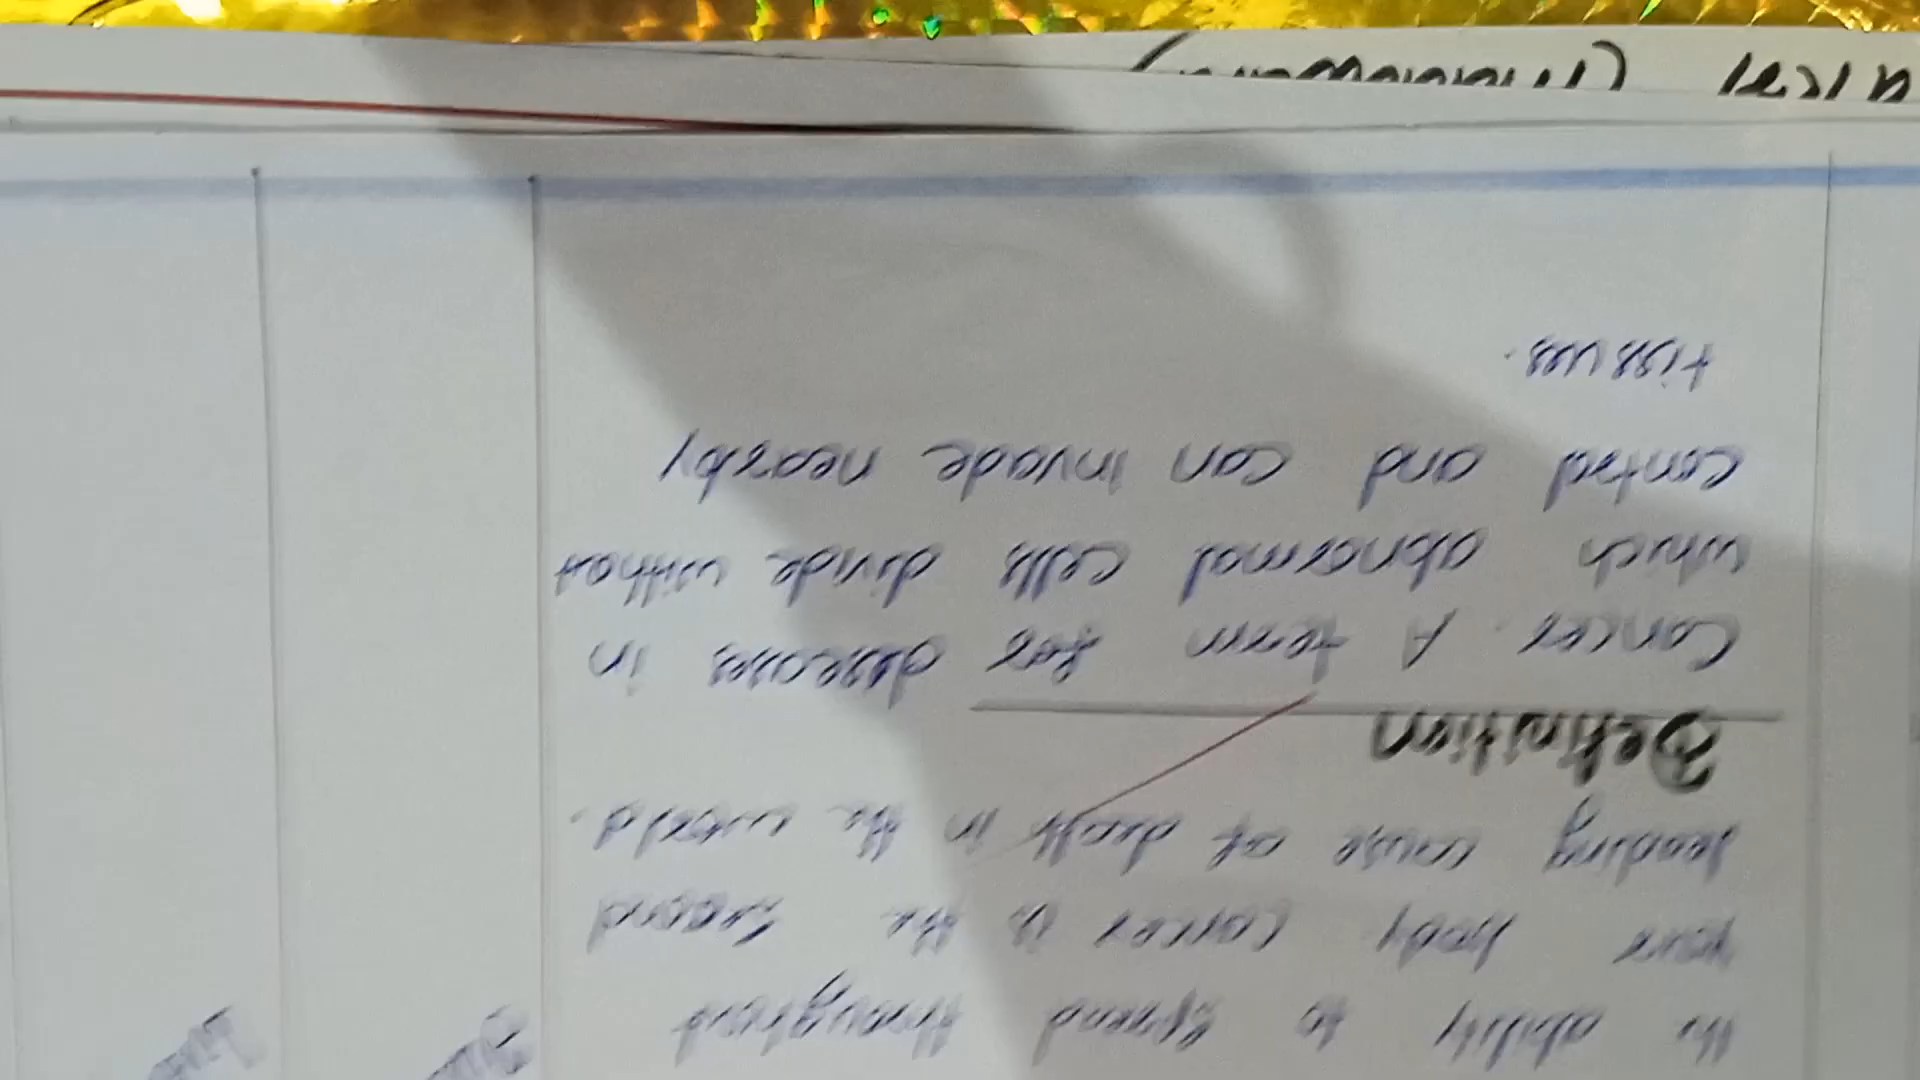 the ability to spread throughout
your body. Cancer is the second
leading cause of death in the world.
Definition
Cancer. A term for diseases in
which abnormal cells divide without
control and can invade nearby
tissues.